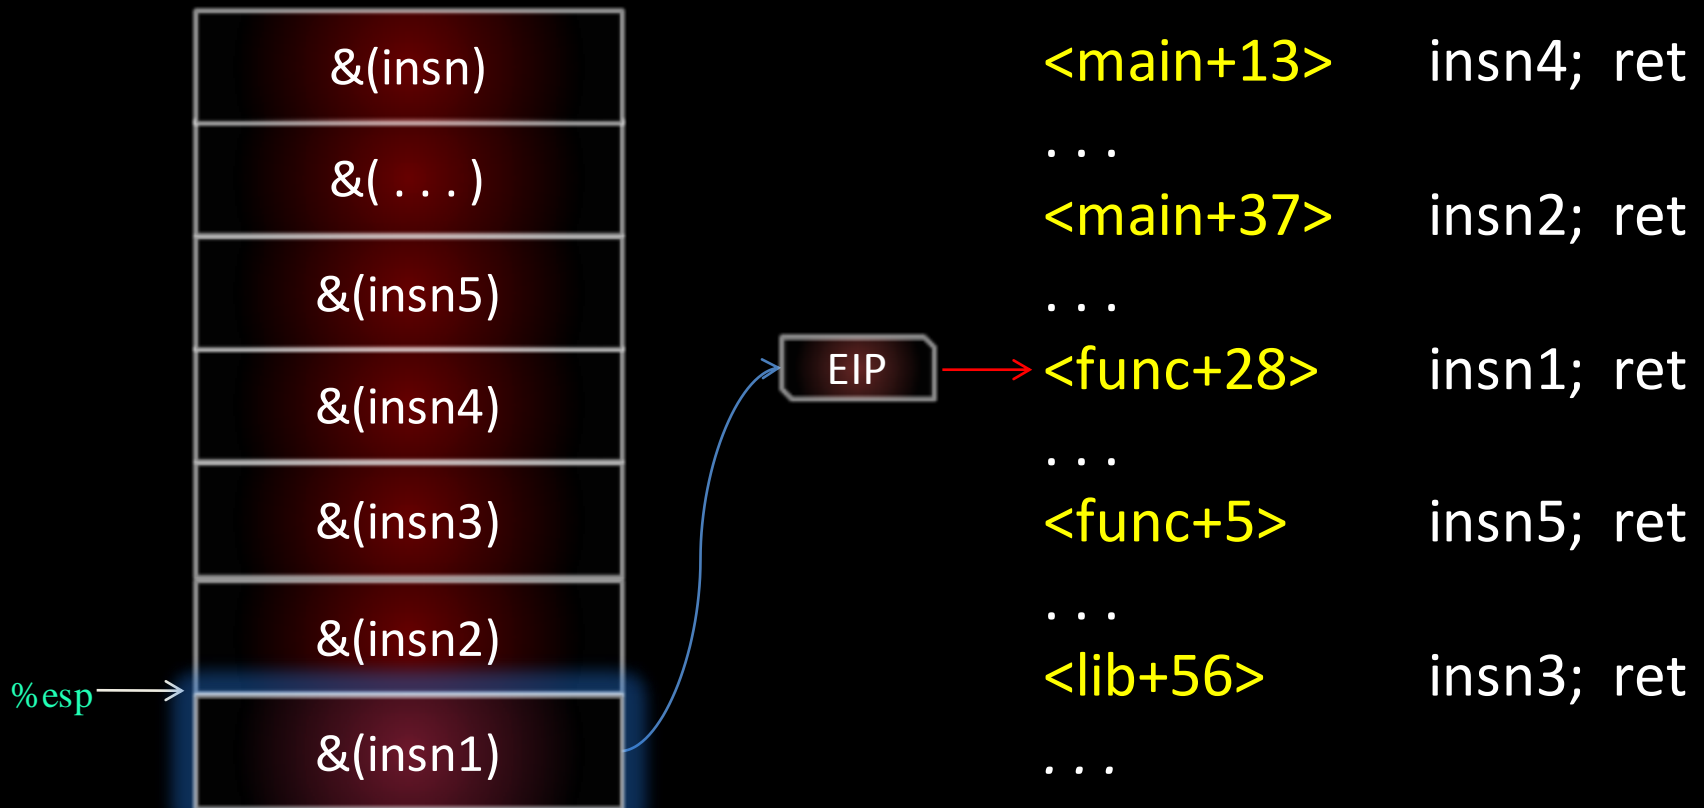 &(insn)
&(...)
&(insn5)
&(insn4)
&(insn3)
&(insn2)
&(insn1)
%esp
EIP
<main+13> insn4; ret
...
<main+37> insn2; ret
...
<func+28> insn1; ret
...
<func+5> insn5; ret
...
<lib+56> insn3; ret
...